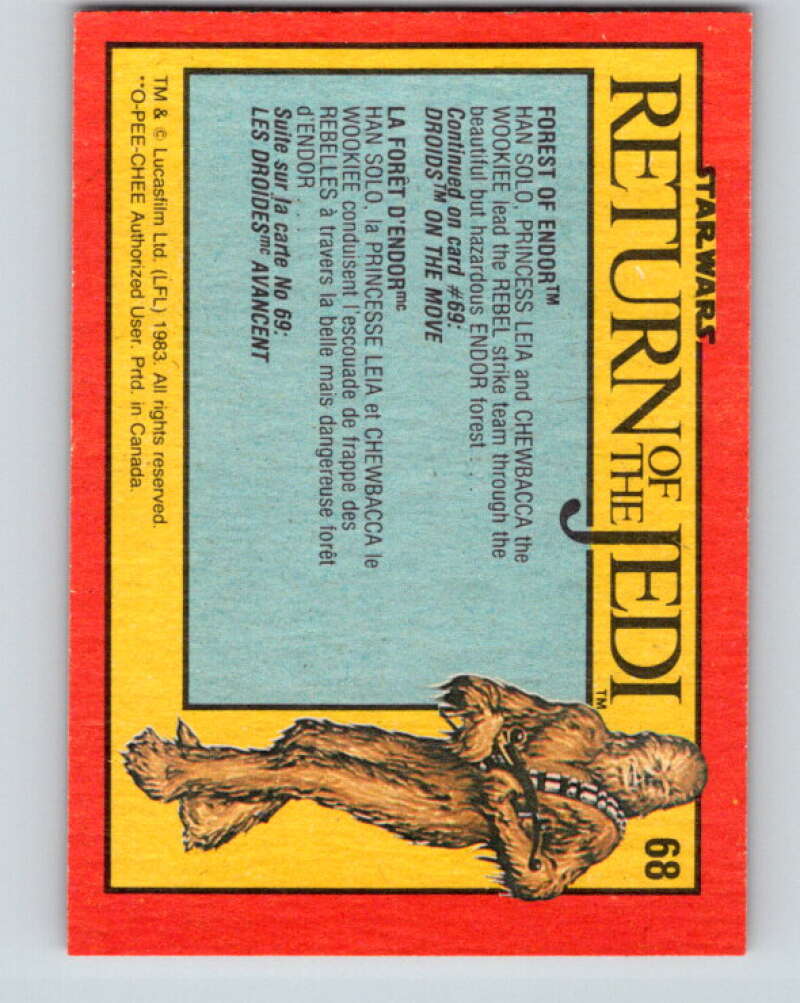 STAR WARS
RETURN OF THE JEDI™
68
FOREST OF ENDOR™
HAN SOLO, PRINCESS LEIA and CHEWBACCA the
WOOKIEE lead the REBEL strike team through the
beautiful but hazardous ENDOR forest . . .
Continued on card #69:
DROIDS™ ON THE MOVE
LA FORÊT D'ENDORmc
HAN SOLO, la PRINCESSE LEIA et CHEWBACCA le
WOOKIEE conduisent l'escouade de frappe des
REBELLES à travers la belle mais dangereuse forêt
d'ENDOR . . . .
Suite sur la carte No 69:
LES DROÏDESmc AVANCENT
TM & © Lucasfilm Ltd. (LFL) 1983. All rights reserved.
**O-PEE-CHEE Authorized User. Prtd. in Canada.